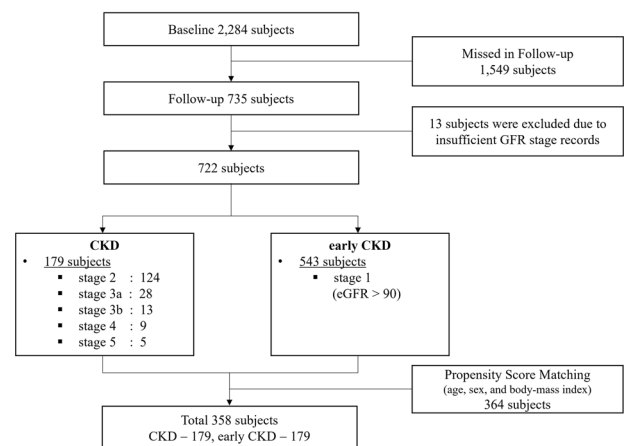 Baseline 2,284 subjects
Missed in Follow-up
1,549 subjects
Follow-up 735 subjects
13 subjects were excluded due to
insufficient GFR stage records
722 subjects
CKD
• 179 subjects
▪ stage 2 : 124
▪ stage 3a : 28
▪ stage 3b : 13
▪ stage 4 : 9
▪ stage 5 : 5
early CKD
• 543 subjects
▪ stage 1
(eGFR > 90)
Propensity Score Matching
(age, sex, and body-mass index)
364 subjects
Total 358 subjects
CKD – 179, early CKD – 179